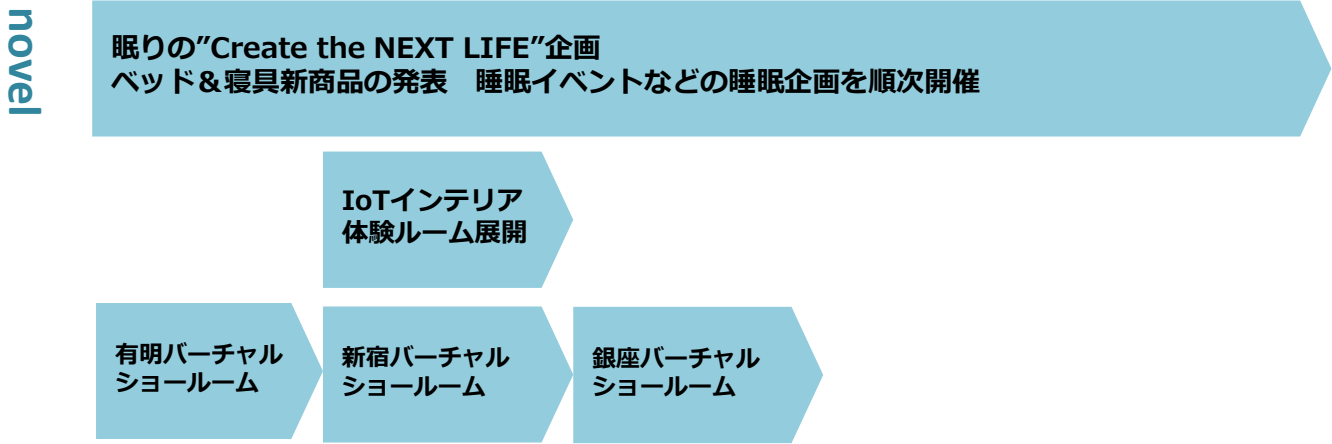 novel
眠りの”Create the NEXT LIFE”企画
ベッド＆寝具新商品の発表　睡眠イベントなどの睡眠企画を順次開催
IoTインテリア
体験ルーム展開
有明バーチャル
ショールーム
新宿バーチャル
ショールーム
銀座バーチャル
ショールーム